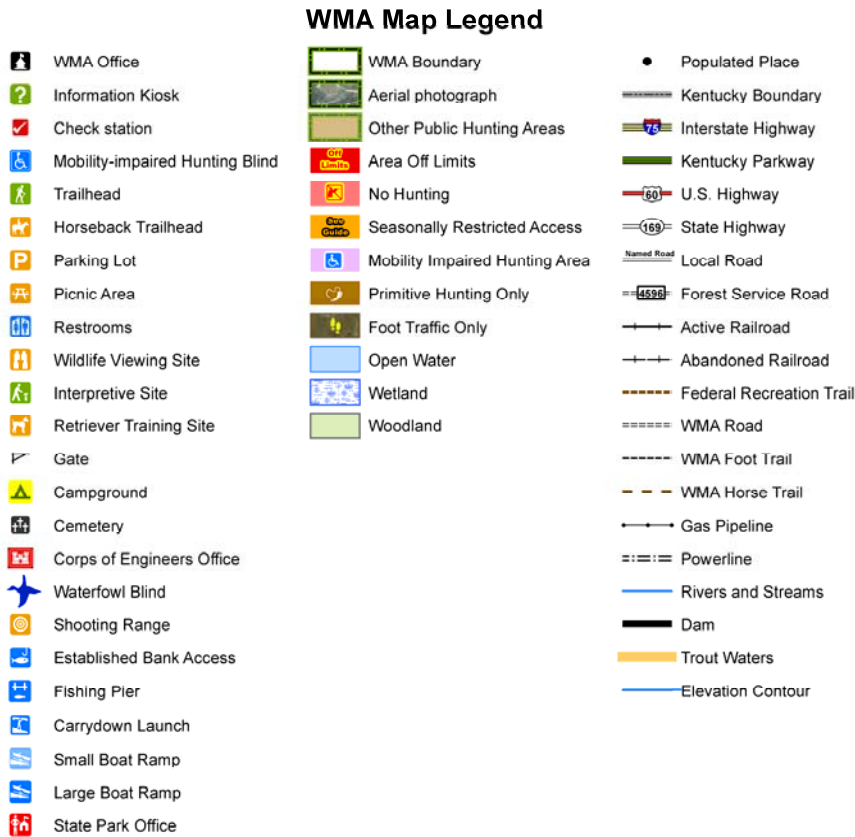 WMA Map Legend
WMA Office
Information Kiosk
Check station
Mobility-impaired Hunting Blind
Trailhead
Horseback Trailhead
P Parking Lot
Picnic Area
Restrooms
Wildlife Viewing Site
Interpretive Site
Retriever Training Site
Gate
Campground
Cemetery
Corps of Engineers Office
Waterfowl Blind
Shooting Range
Established Bank Access
Fishing Pier
Carrydown Launch
Small Boat Ramp
Large Boat Ramp
State Park Office
WMA Boundary
Aerial photograph
Other Public Hunting Areas
Off Limits Area Off Limits
No Hunting
See Guide Seasonally Restricted Access
Mobility Impaired Hunting Area
Primitive Hunting Only
Foot Traffic Only
Open Water
Wetland
Woodland
Populated Place
Kentucky Boundary
75 Interstate Highway
Kentucky Parkway
60 U.S. Highway
169 State Highway
Named Road Local Road
4596 Forest Service Road
Active Railroad
Abandoned Railroad
Federal Recreation Trail
WMA Road
WMA Foot Trail
WMA Horse Trail
Gas Pipeline
Powerline
Rivers and Streams
Dam
Trout Waters
Elevation Contour